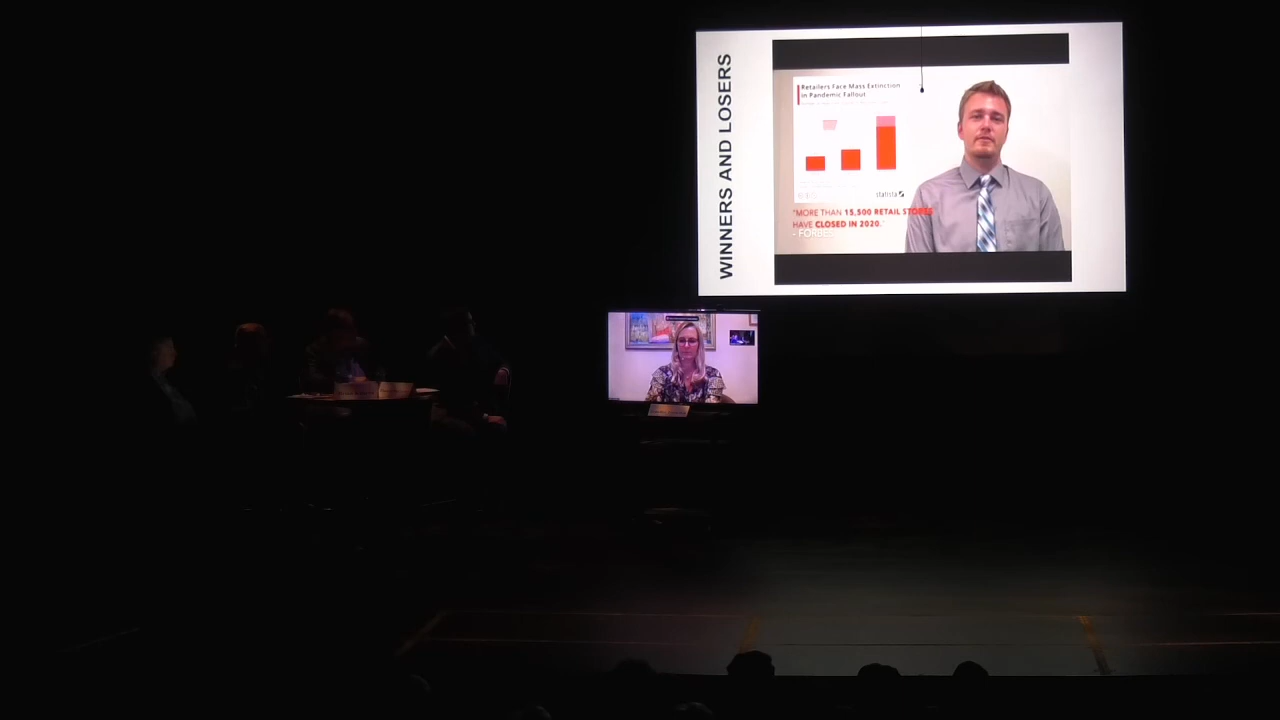 WINNERS AND LOSERS
Retailers Face Mass Extinction
in Pandemic Fallout
statista
"MORE THAN 15,500 RETAIL STORES
HAVE CLOSED IN 2020."
- FORBES